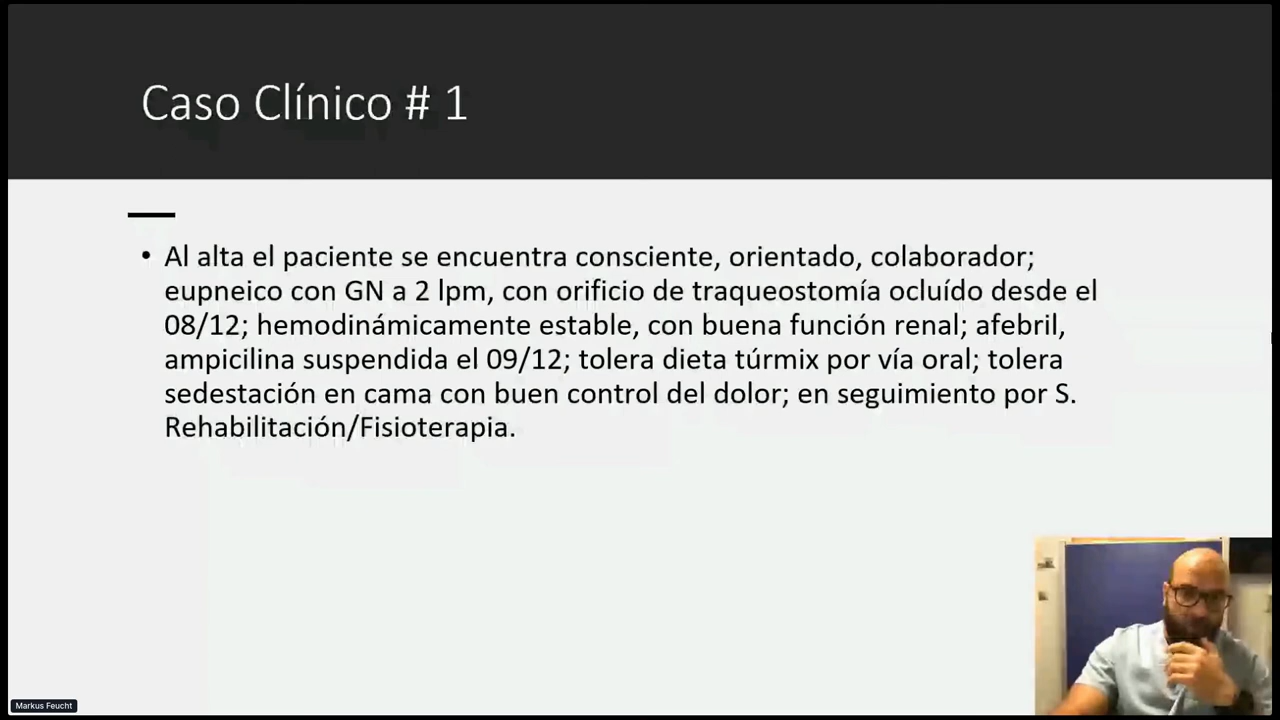 Caso Clínico # 1
• Al alta el paciente se encuentra consciente, orientado, colaborador;
eupneico con GN a 2 lpm, con orificio de traqueostomía ocluído desde el
08/12; hemodinámicamente estable, con buena función renal; afebril,
ampicilina suspendida el 09/12; tolera dieta túrmix por vía oral; tolera
sedestación en cama con buen control del dolor; en seguimiento por S.
Rehabilitación/Fisioterapia.
Markus Feucht